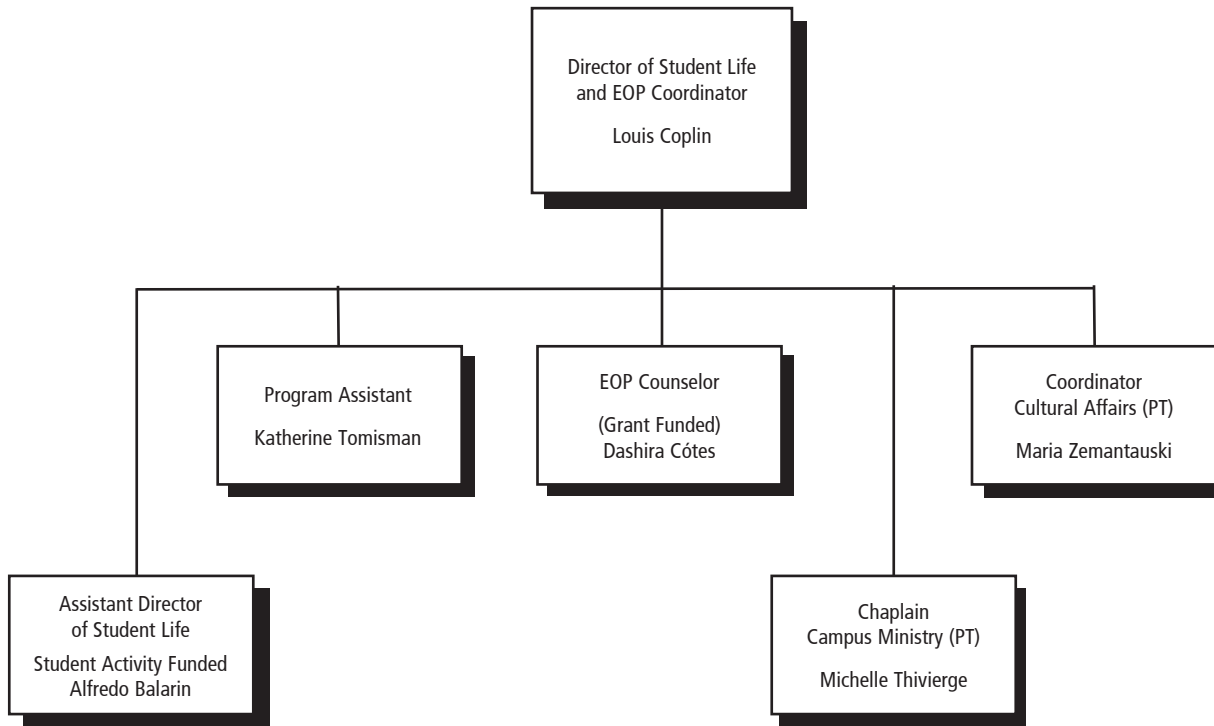 Director of Student Life
and EOP Coordinator
Louis Coplin
Program Assistant
Katherine Tomisman
EOP Counselor
(Grant Funded)
Dashira Cótes
Coordinator
Cultural Affairs (PT)
Maria Zemantauski
Assistant Director
of Student Life
Student Activity Funded
Alfredo Balarin
Chaplain
Campus Ministry (PT)
Michelle Thivierge